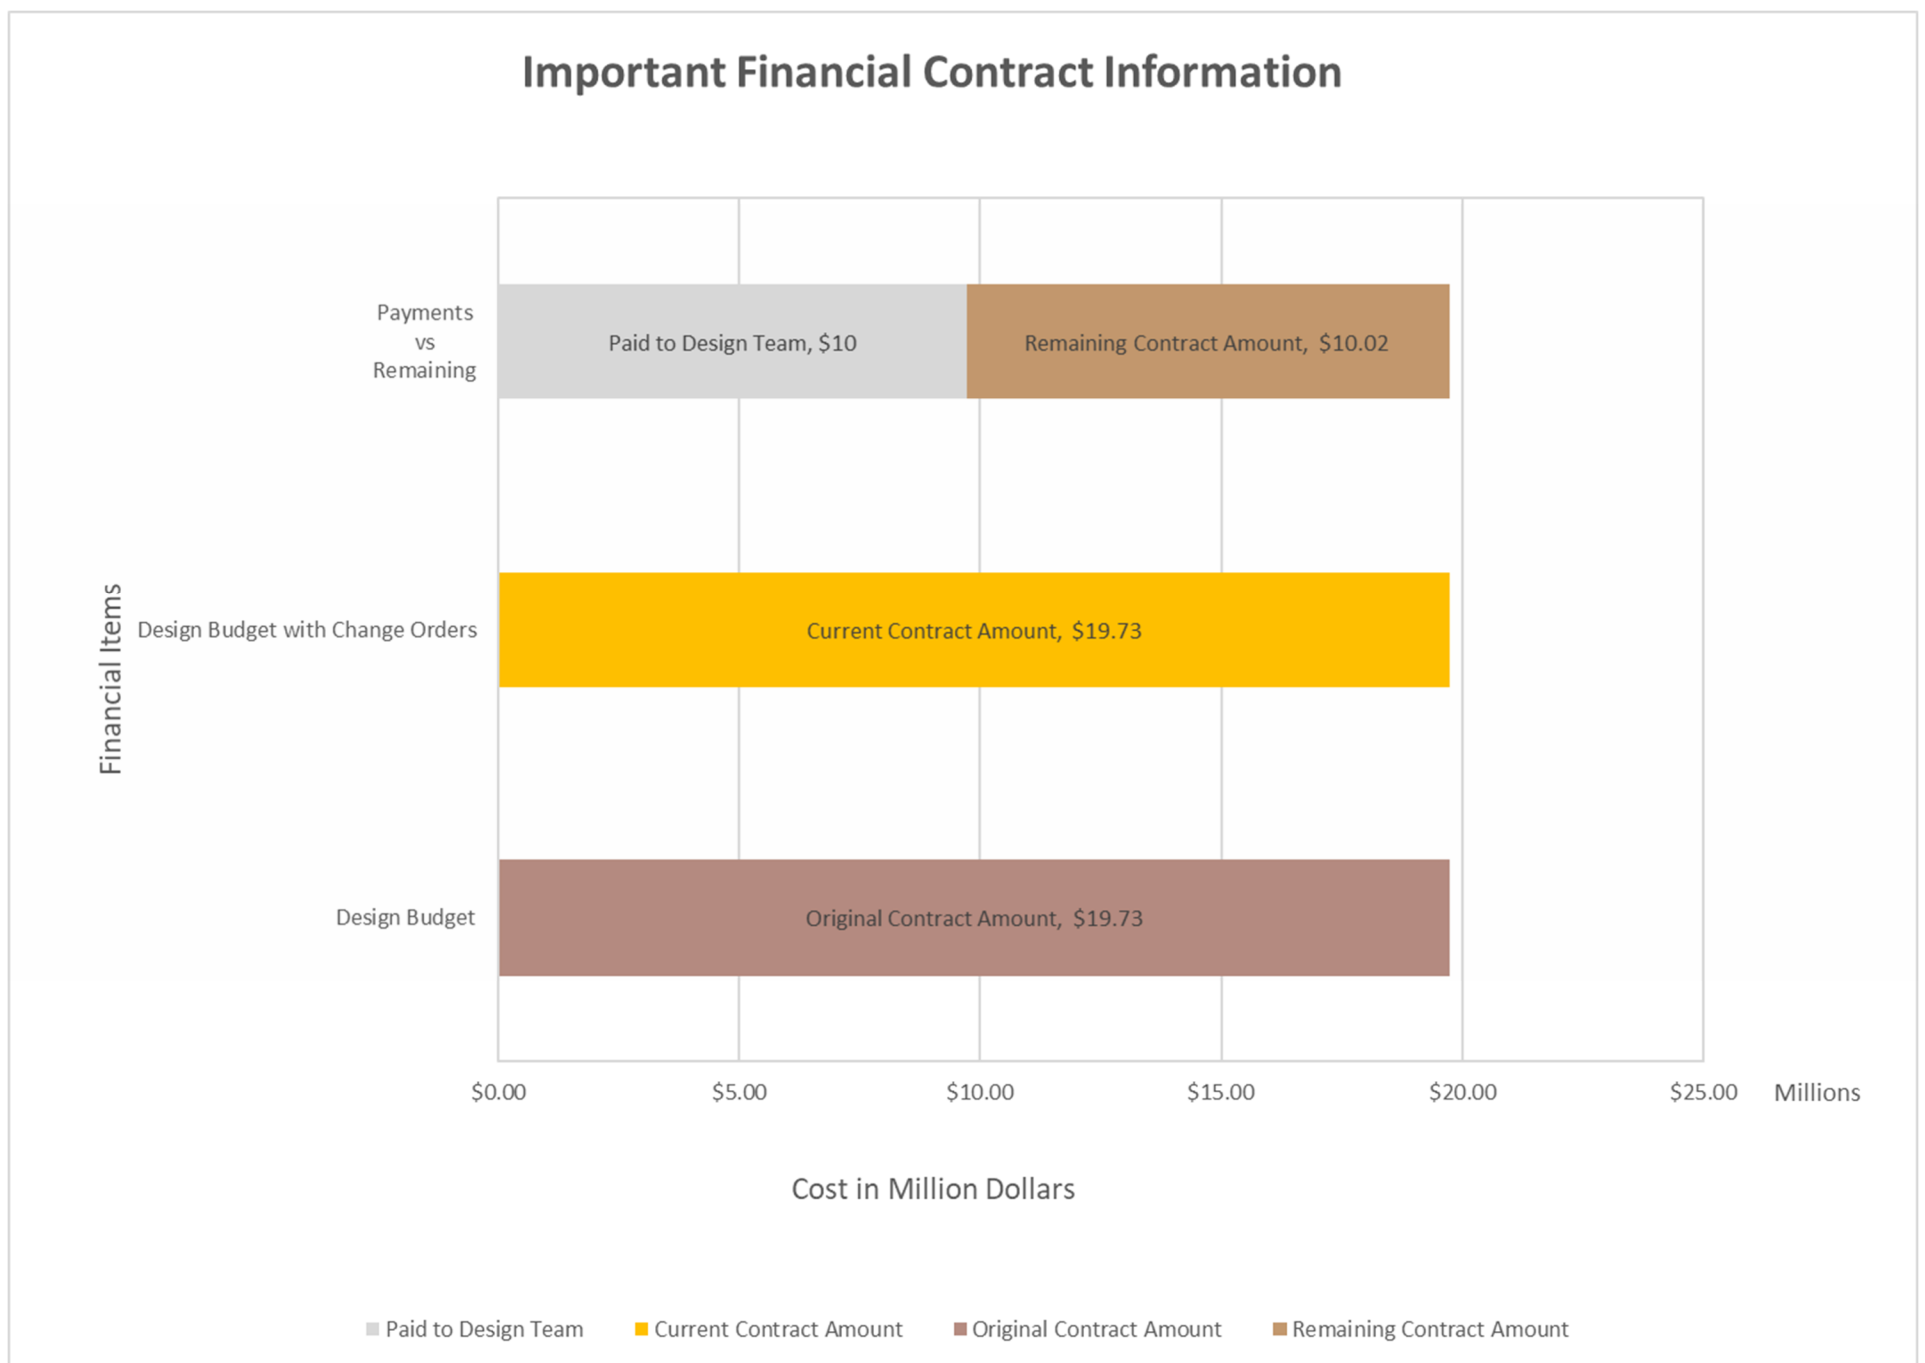 Important Financial Contract Information
Payments
vs
Remaining
Paid to Design Team, $10
Remaining Contract Amount, $10.02
Financial Items
Design Budget with Change Orders
Current Contract Amount, $19.73
Design Budget
Original Contract Amount, $19.73
$0.00 $5.00 $10.00 $15.00 $20.00 $25.00 Millions
Cost in Million Dollars
Paid to Design Team Current Contract Amount Original Contract Amount Remaining Contract Amount